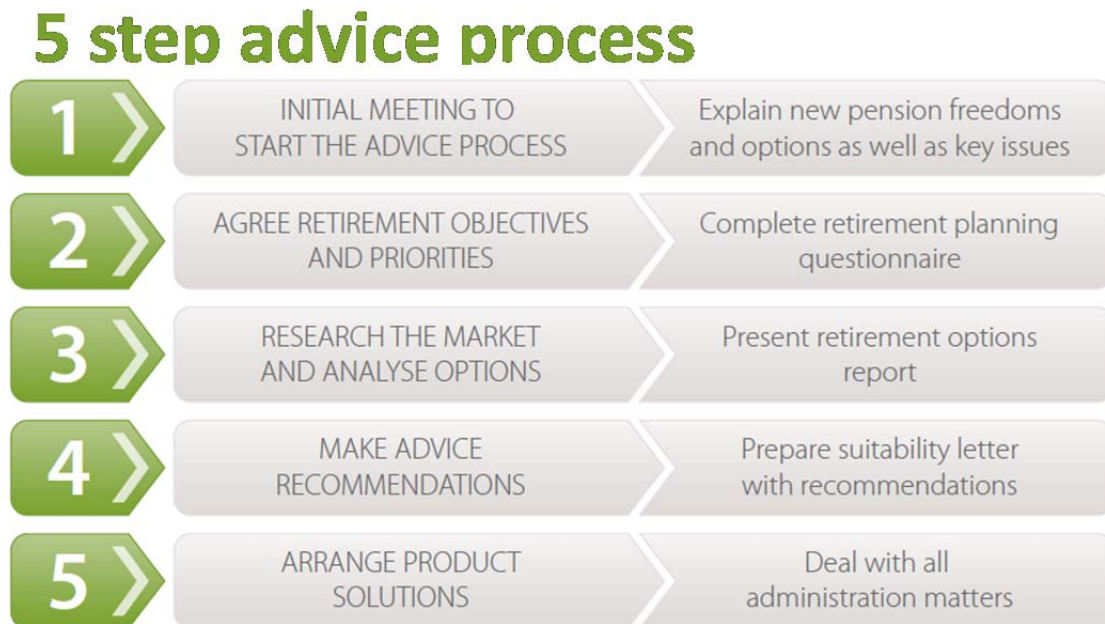 5 step advice process
1
INITIAL MEETING TO
START THE ADVICE PROCESS
Explain new pension freedoms
and options as well as key issues
2
AGREE RETIREMENT OBJECTIVES
AND PRIORITIES
Complete retirement planning
questionnaire
3
RESEARCH THE MARKET
AND ANALYSE OPTIONS
Present retirement options
report
4
MAKE ADVICE
RECOMMENDATIONS
Prepare suitability letter
with recommendations
5
ARRANGE PRODUCT
SOLUTIONS
Deal with all
administration matters